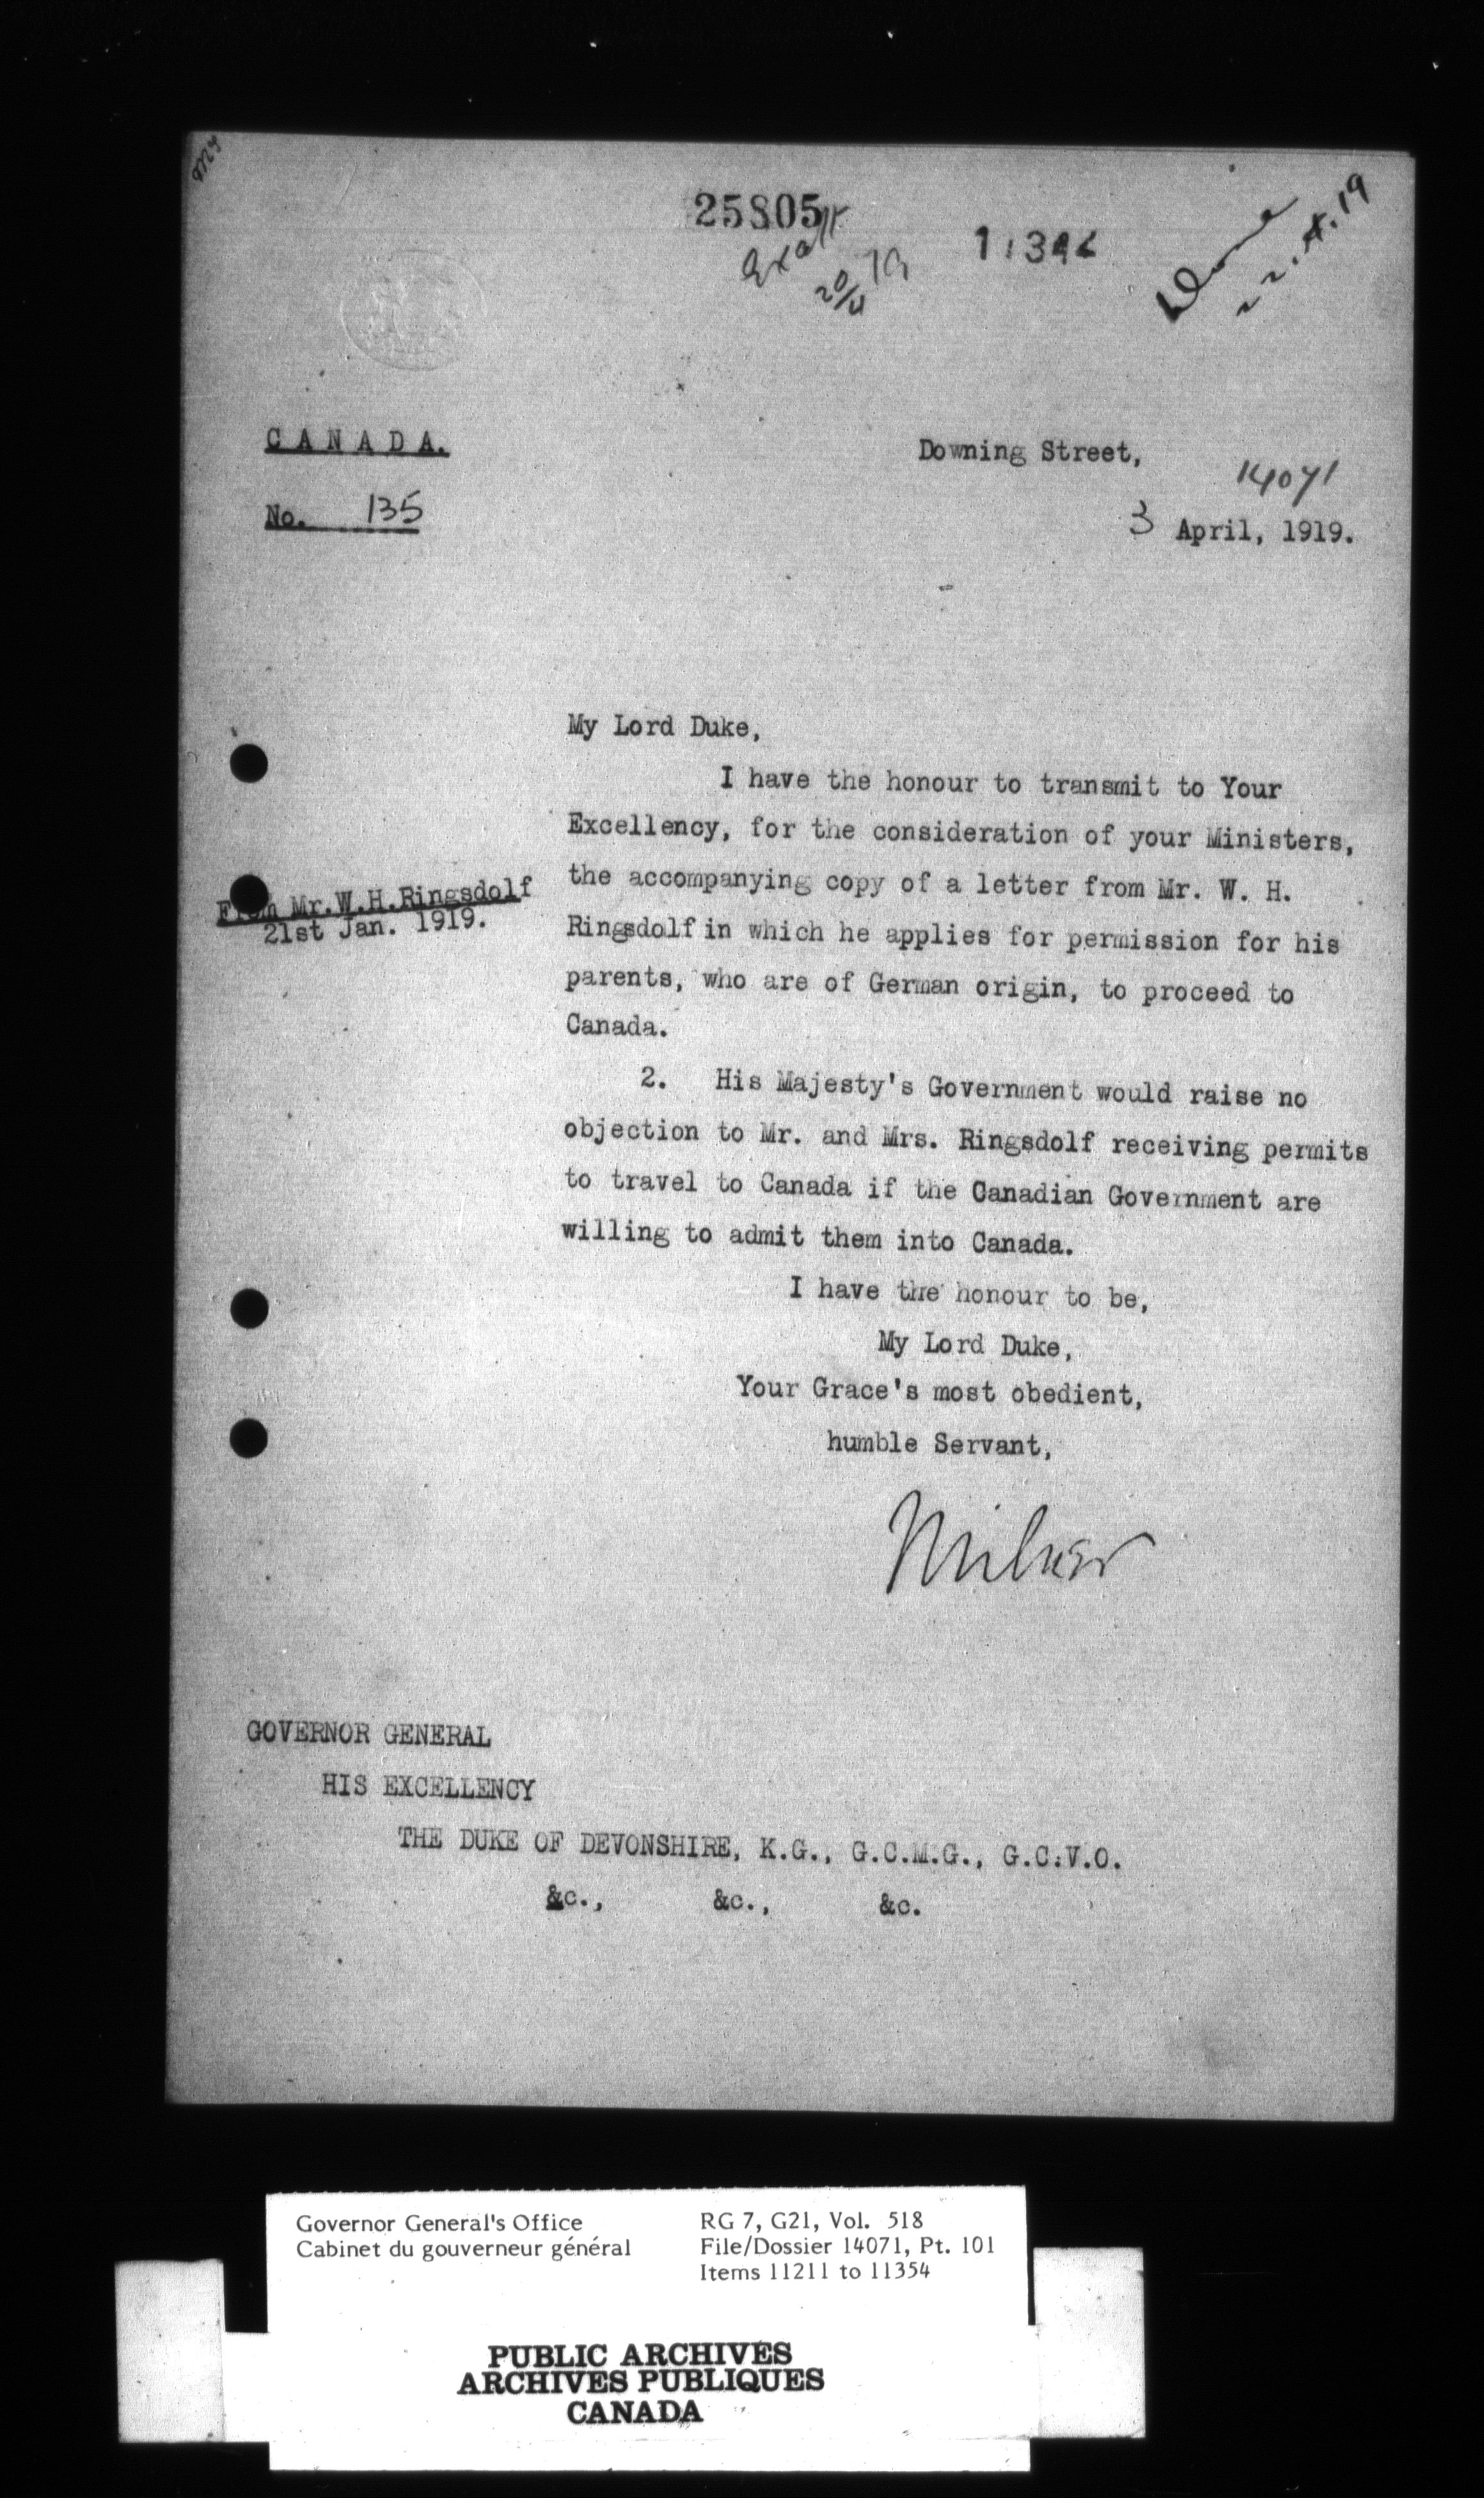 25805
Downing Street,
14071
CANADA.
No. 135
3 April, 1919.
My Lord Duke,
I have the honour to transmit to Your
Excellency, for the consideration of your Ministers,
the accompanying copy of a letter from Mr. W. H.
From Mr.W.H.Ringsdolf
21st Jan. 1919.
Ringsdolf in which he applies for permission for his
parents, who are of German origin, to proceed to
Canada.
2. His Majesty's Government would raise no
objection to Mr. and Mrs. Ringsdolf receiving permits
to travel to Canada if the Canadian Government are
willing to admit them into Canada.
I have the honour to be,
My Lord Duke,
Your Grace's most obedient,
humble Servant,
Milner
GOVERNOR GENERAL
HIS EXCELLENCY
THE DUKE OF DEVONSHIRE, K.G., G.C.M.G., G.C.V.O.
&c., &c., &c.
Governor General's Office
Cabinet du gouverneur général
RG 7, G21, Vol. 518
File/Dossier 14071, Pt. 101
Items 11211 to 11354
PUBLIC ARCHIVES
ARCHIVES PUBLIQUES
CANADA